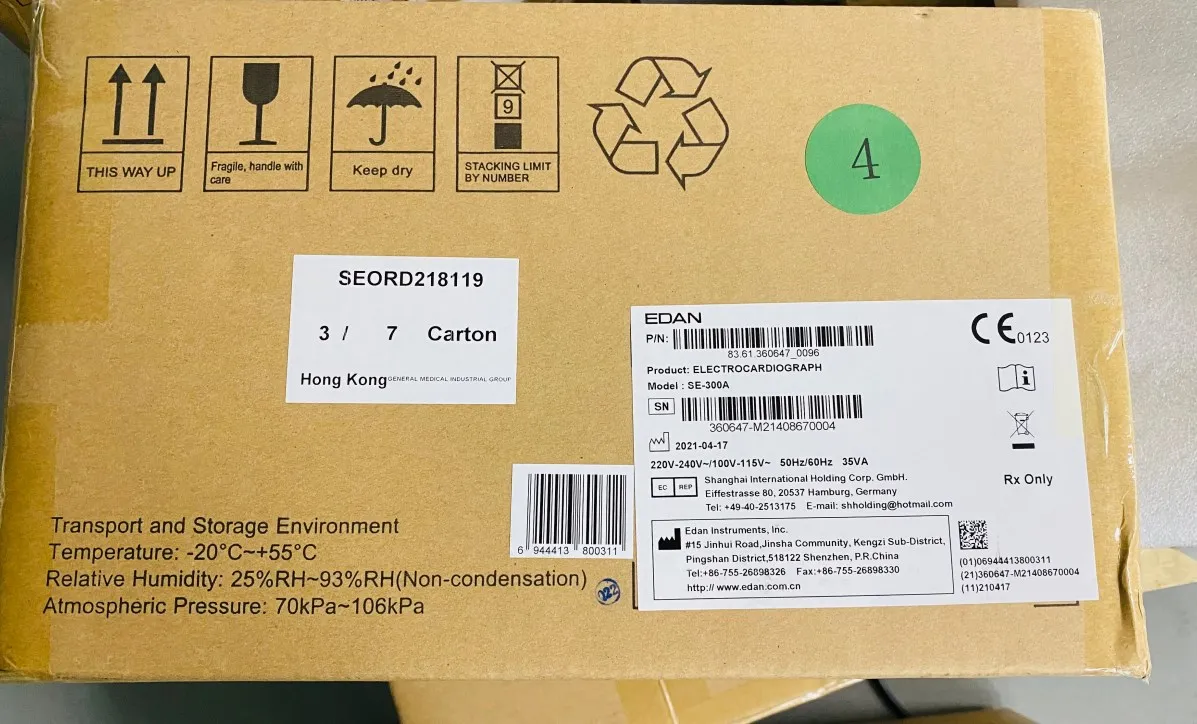 THIS WAY UP
Fragile, handle with
care
Keep dry
9
STACKING LIMIT
BY NUMBER
4
SEORD218119
3 / 7 Carton
Hong Kong GENERAL MEDICAL INDUSTRIAL GROUP
EDAN
P/N:
83.61.360647_0096
Product: ELECTROCARDIOGRAPH
Model : SE-300A
SN
360647-M21408670004
2021-04-17
220V-240V~/100V-115V~ 50Hz/60Hz 35VA
EC REP
Shanghai International Holding Corp. GmbH.
Eiffestrasse 80, 20537 Hamburg, Germany
Tel: +49-40-2513175 E-mail: shholding@hotmail.com
Edan Instruments, Inc.
#15 Jinhui Road,Jinsha Community, Kengzi Sub-District,
Pingshan District,518122 Shenzhen, P.R.China
Tel:+86-755-26898326 Fax:+86-755-26898330
http:// www.edan.com.cn
CE0123
Rx Only
(01)06944413800311
(21)360647-M21408670004
(11)210417
6 944413 800311
Transport and Storage Environment
Temperature: -20°C~+55°C
Relative Humidity: 25%RH~93%RH(Non-condensation)
Atmospheric Pressure: 70kPa~106kPa